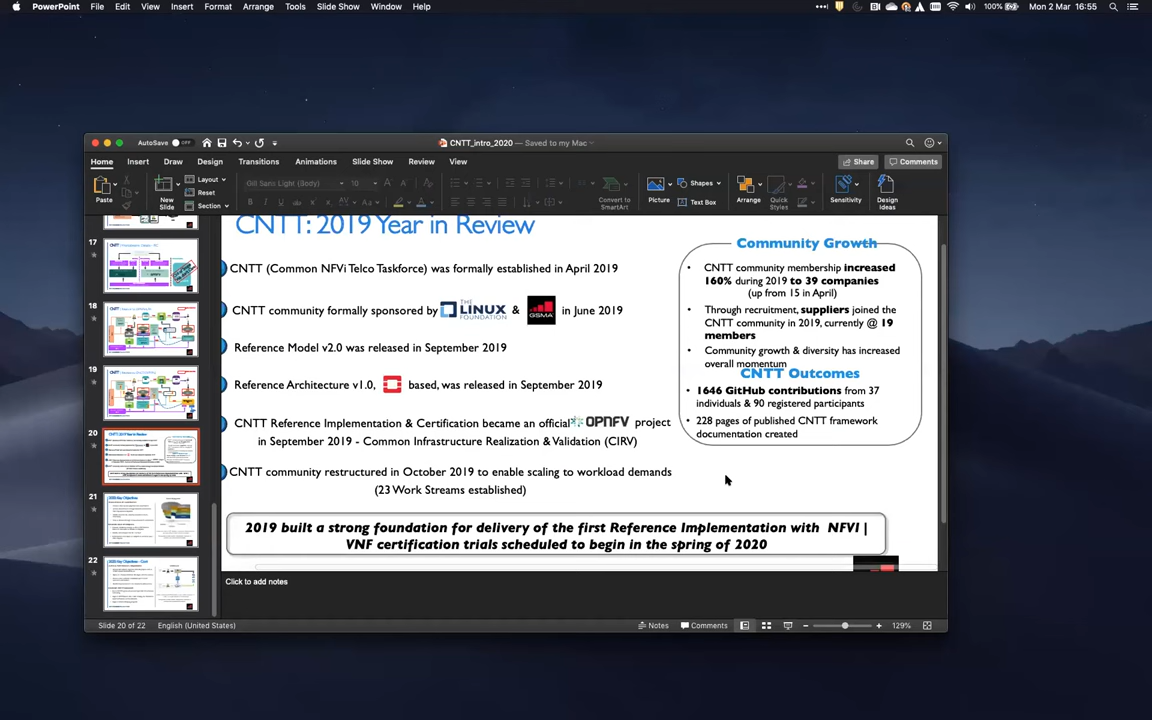 PowerPoint File Edit View Insert Format Arrange Tools Slide Show Window Help
100% Mon 2 Mar 16:55
AutoSave OFF
CNTT_intro_2020 — Saved to my Mac
Home Insert Draw Design Transitions Animations Slide Show Review View
Share Comments
Paste
New Slide
Layout
Reset
Section
Gill Sans Light (Body) 10
Convert to SmartArt
Picture
Shapes
Text Box
Arrange
Quick Styles
Sensitivity
Design Ideas
17
18
19
20
21
22
CNTT: 2019 Year in Review
CNTT (Common NFVi Telco Taskforce) was formally established in April 2019
CNTT community formally sponsored by THE LINUX FOUNDATION & GSMA in June 2019
Reference Model v2.0 was released in September 2019
Reference Architecture v1.0, based, was released in September 2019
CNTT Reference Implementation & Certification became an official OPNFV project
in September 2019 - Common Infrastructure Realization & Validation (CIRV)
CNTT community restructured in October 2019 to enable scaling to workload demands
(23 Work Streams established)
Community Growth
• CNTT community membership increased
160% during 2019 to 39 companies
(up from 15 in April)
• Through recruitment, suppliers joined the
CNTT community in 2019, currently @ 19
members
• Community growth & diversity has increased
overall momentum
CNTT Outcomes
• 1646 GitHub contributions from 37
individuals & 90 registered participants
• 228 pages of published CNTT framework
documentation created
2019 built a strong foundation for delivery of the first Reference Implementation with NFVI |
VNF certification trials scheduled to begin in the spring of 2020
Click to add notes
Slide 20 of 22 English (United States)
Notes Comments 129%